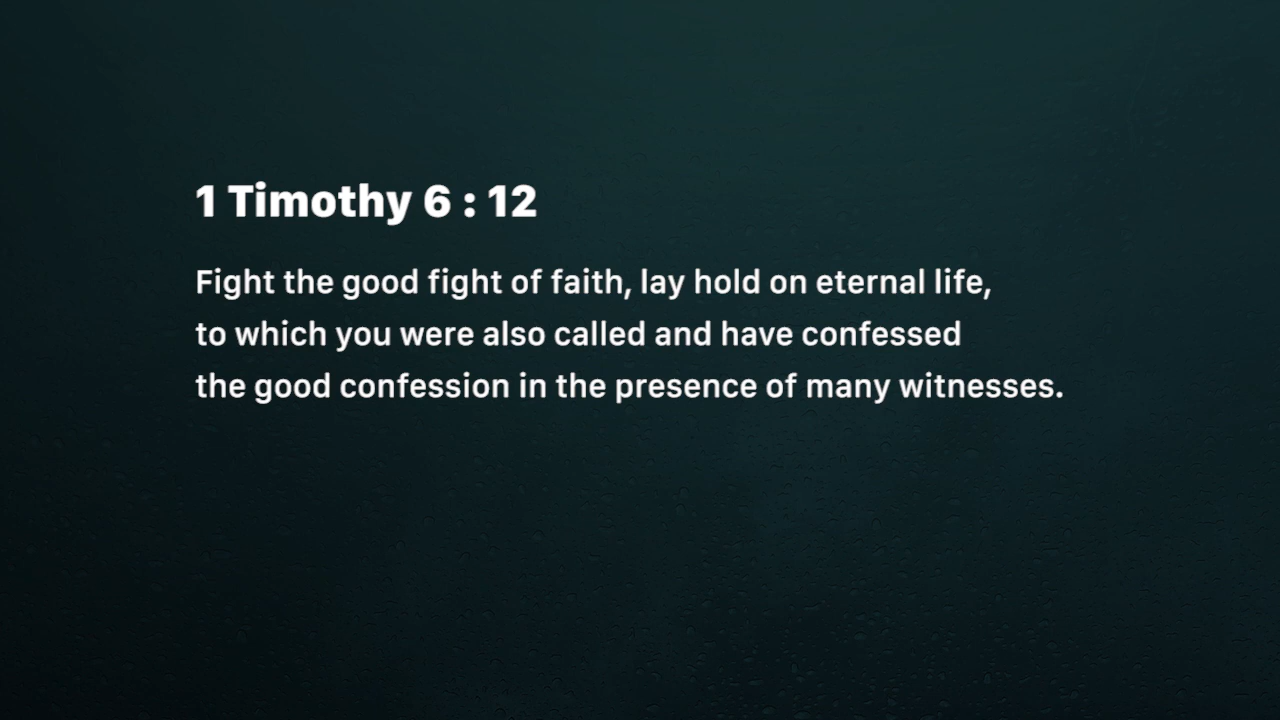 1 Timothy 6 : 12
Fight the good fight of faith, lay hold on eternal life,
to which you were also called and have confessed
the good confession in the presence of many witnesses.